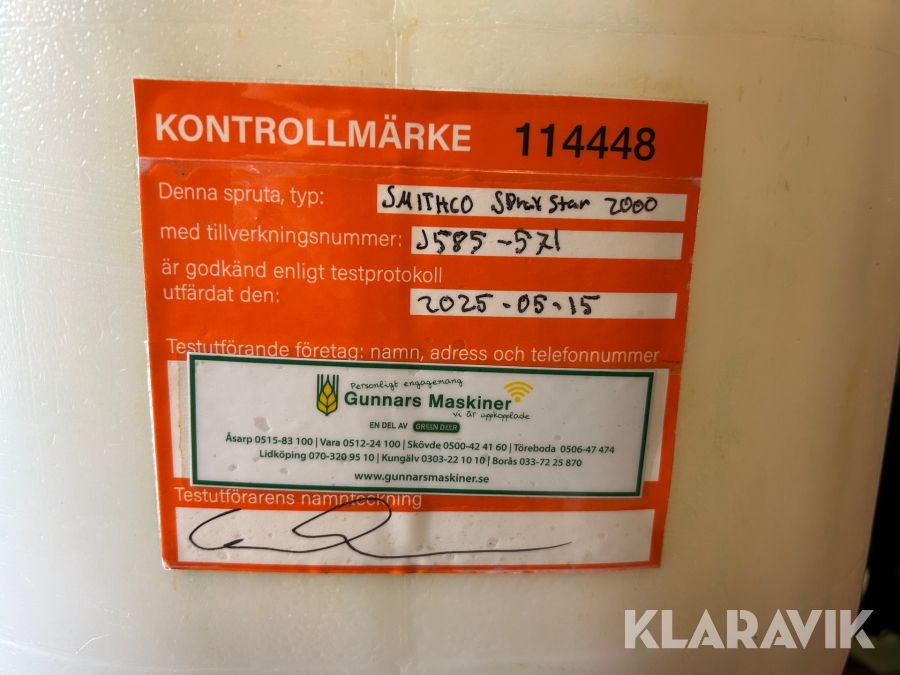 KONTROLLMÄRKE 114448
Denna spruta, typ: SMITHCO SPray Star 2000
med tillverkningsnummer: J585-571
är godkänd enligt testprotokoll
utfärdat den: 2025-05-15
Testutförande företag: namn, adress och telefonnummer
Personligt engagemang
Gunnars Maskiner
vi är uppkopplade
EN DEL AV GREEN DEER
Åsarp 0515-83 100 | Vara 0512-24 100 | Skövde 0500-42 41 60 | Töreboda 0506-47 474
Lidköping 070-320 95 10 | Kungälv 0303-22 10 10 | Borås 033-72 25 870
www.gunnarsmaskiner.se
Testutförarens namnteckning
KLARAVIK